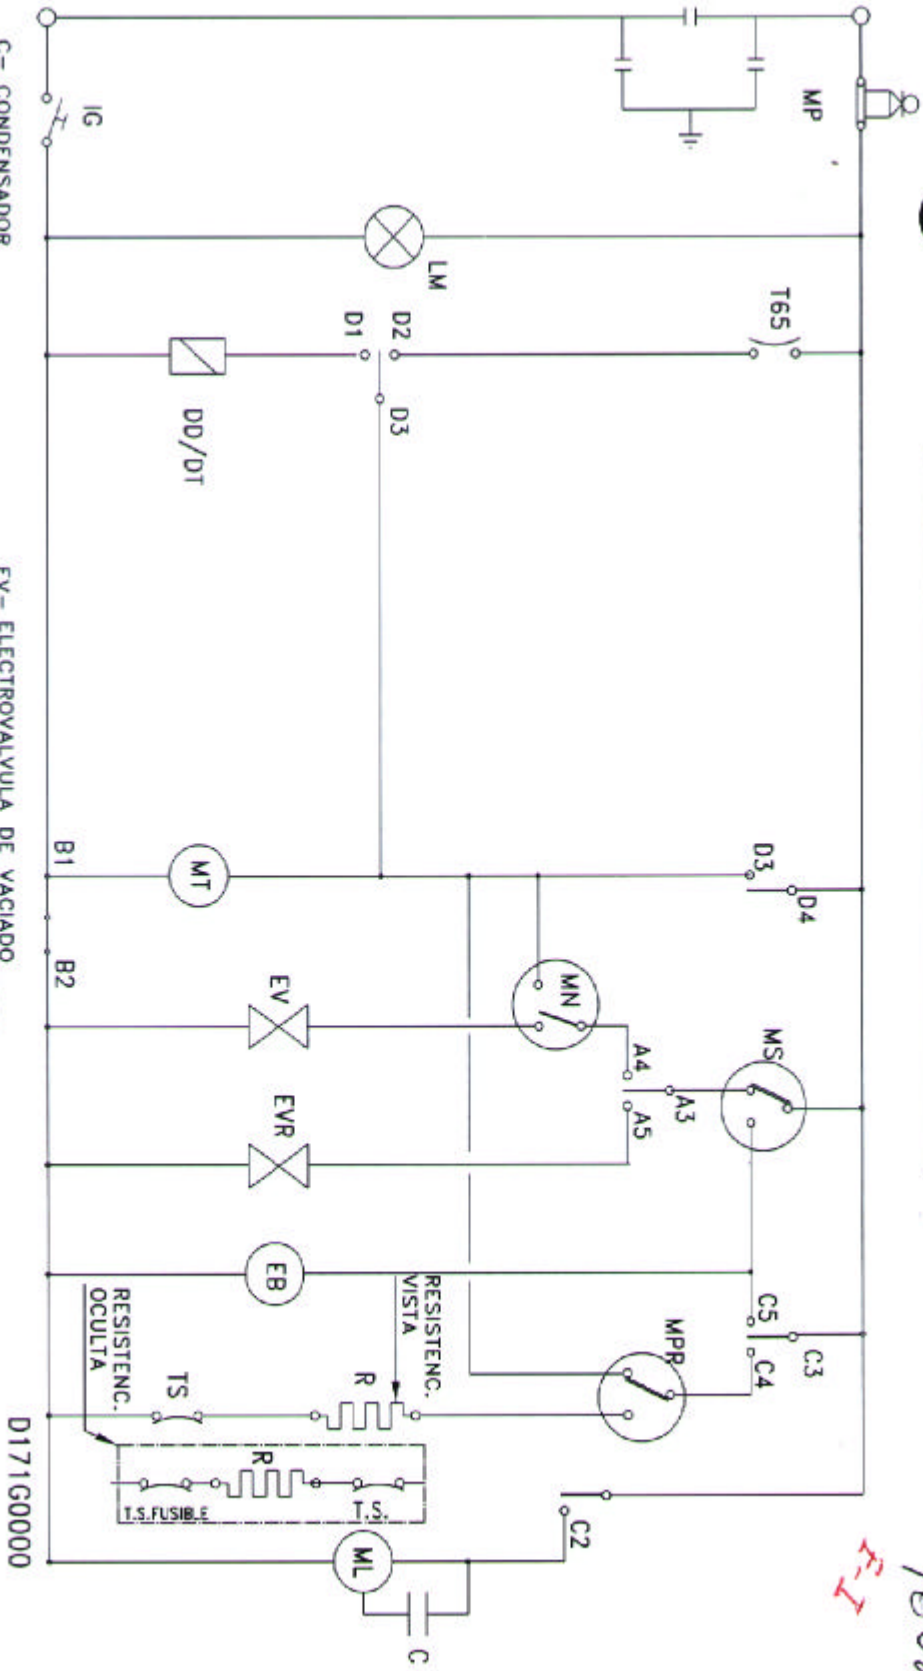 MP
IG
LM
T65
D1
D2
D3
DD/DT
D3
D4
B1
MT
B2
EV
MN
A4
A3
A5
MS
EVR
EB
C5
C3
C4
MPR
RESISTENC.
VISTA
RESISTENC.
OCULTA
TS
R
R
T.S.FUSIBLE
T.S.
C2
ML
C
C= CONDENSADOR
EV= ELECTROVALVULA DE VACIADO
D171G0000